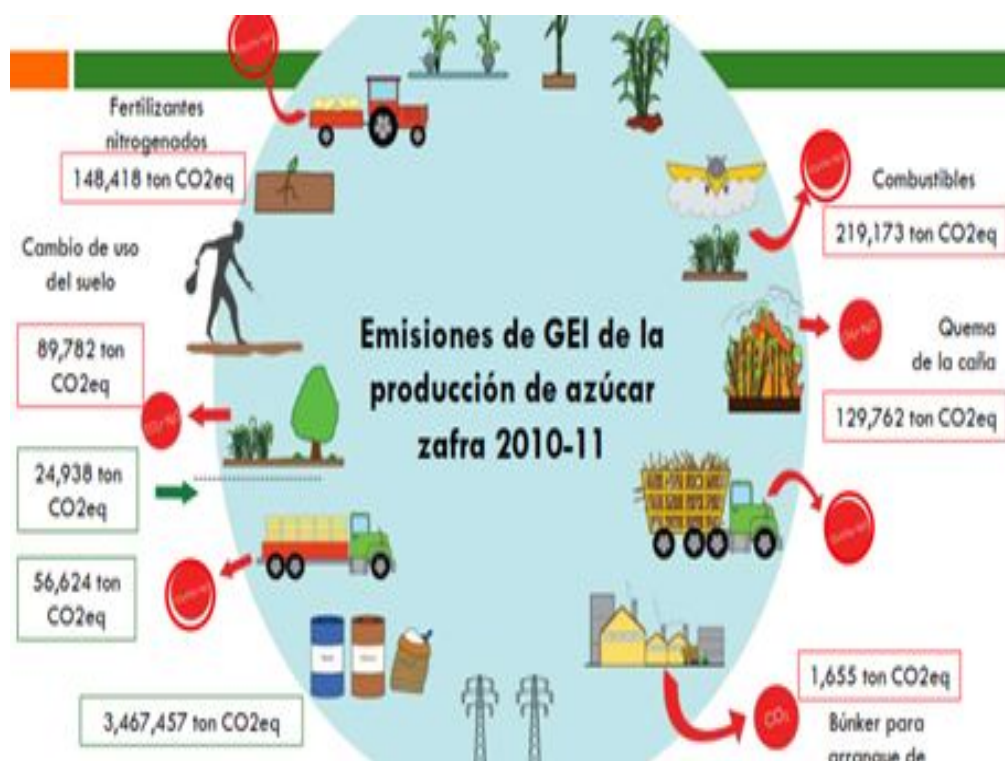 Fertilizantes
nitrogenados
148,418 ton CO2eq
Cambio de uso
del suelo
89,782 ton
CO2eq
24,938 ton
CO2eq
56,624 ton
CO2eq
3,467,457 ton CO2eq
Emisiones de GEI de la
producción de azúcar
zafra 2010-11
Combustibles
219,173 ton CO2eq
Quema
de la caña
129,762 ton CO2eq
1,655 ton CO2eq
CO₂
Búnker para
arranque de